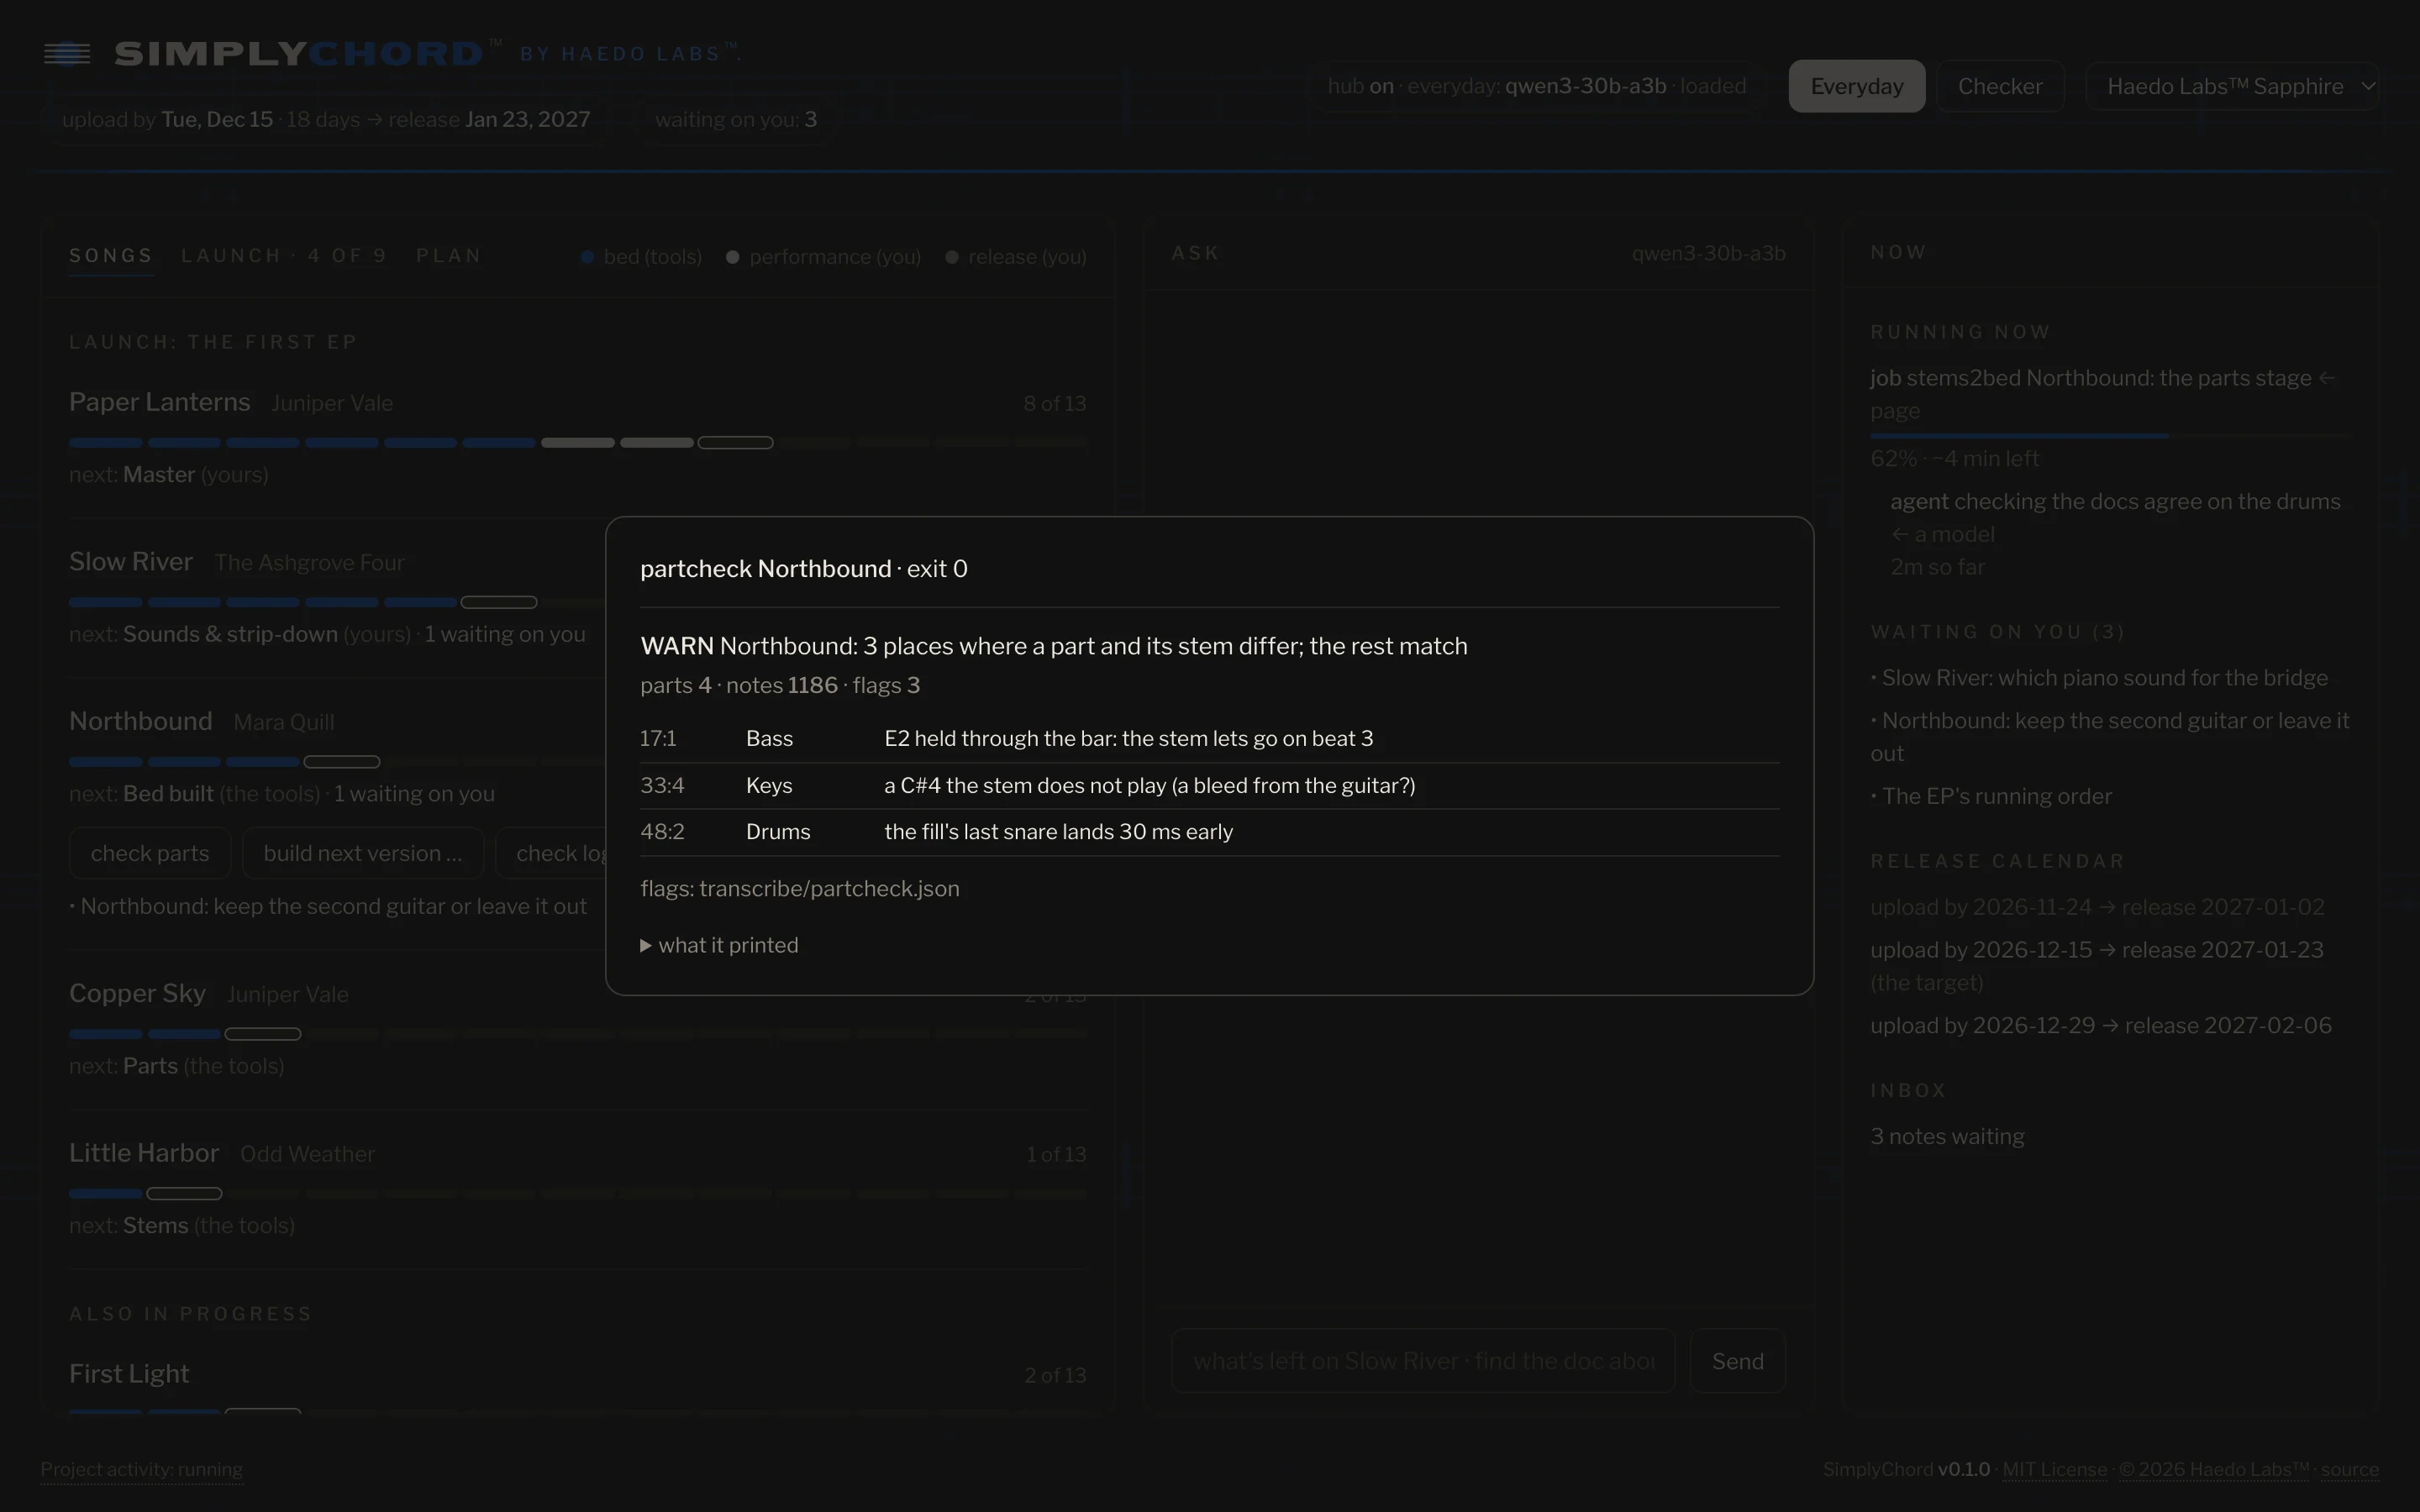 SIMPLYCHORD™ BY HAEDO LABS™.
upload by Tue, Dec 15 · 18 days → release Jan 23, 2027
waiting on you: 3
hub on · everyday: qwen3-30b-a3b · loaded
Everyday
Checker
Haedo Labs™ Sapphire
SONGS
LAUNCH · 4 OF 9
PLAN
bed (tools)
performance (you)
release (you)
LAUNCH: THE FIRST EP
Paper Lanterns Juniper Vale 8 of 13
next: Master (yours)
Slow River The Ashgrove Four
next: Sounds & strip-down (yours) · 1 waiting on you
Northbound Mara Quill
next: Bed built (the tools) · 1 waiting on you
check parts
build next version ...
• Northbound: keep the second guitar or leave it out
Copper Sky Juniper Vale 2 of 13
next: Parts (the tools)
Little Harbor Odd Weather 1 of 13
next: Stems (the tools)
ALSO IN PROGRESS
First Light 2 of 13
partcheck Northbound · exit 0
WARN Northbound: 3 places where a part and its stem differ; the rest match
parts 4 · notes 1186 · flags 3
17:1 Bass E2 held through the bar: the stem lets go on beat 3
33:4 Keys a C#4 the stem does not play (a bleed from the guitar?)
48:2 Drums the fill's last snare lands 30 ms early
flags: transcribe/partcheck.json
▶ what it printed
ASK
qwen3-30b-a3b
what's left on Slow River · find the doc
Send
NOW
RUNNING NOW
job stems2bed Northbound: the parts stage ←
page
62% · ~4 min left
agent checking the docs agree on the drums
← a model
2m so far
WAITING ON YOU (3)
• Slow River: which piano sound for the bridge
• Northbound: keep the second guitar or leave it
out
• The EP's running order
RELEASE CALENDAR
upload by 2026-11-24 → release 2027-01-02
upload by 2026-12-15 → release 2027-01-23
(the target)
upload by 2026-12-29 → release 2027-02-06
INBOX
3 notes waiting
Project activity: running
SimplyChord v0.1.0 · MIT License · © 2026 Haedo Labs™ · source